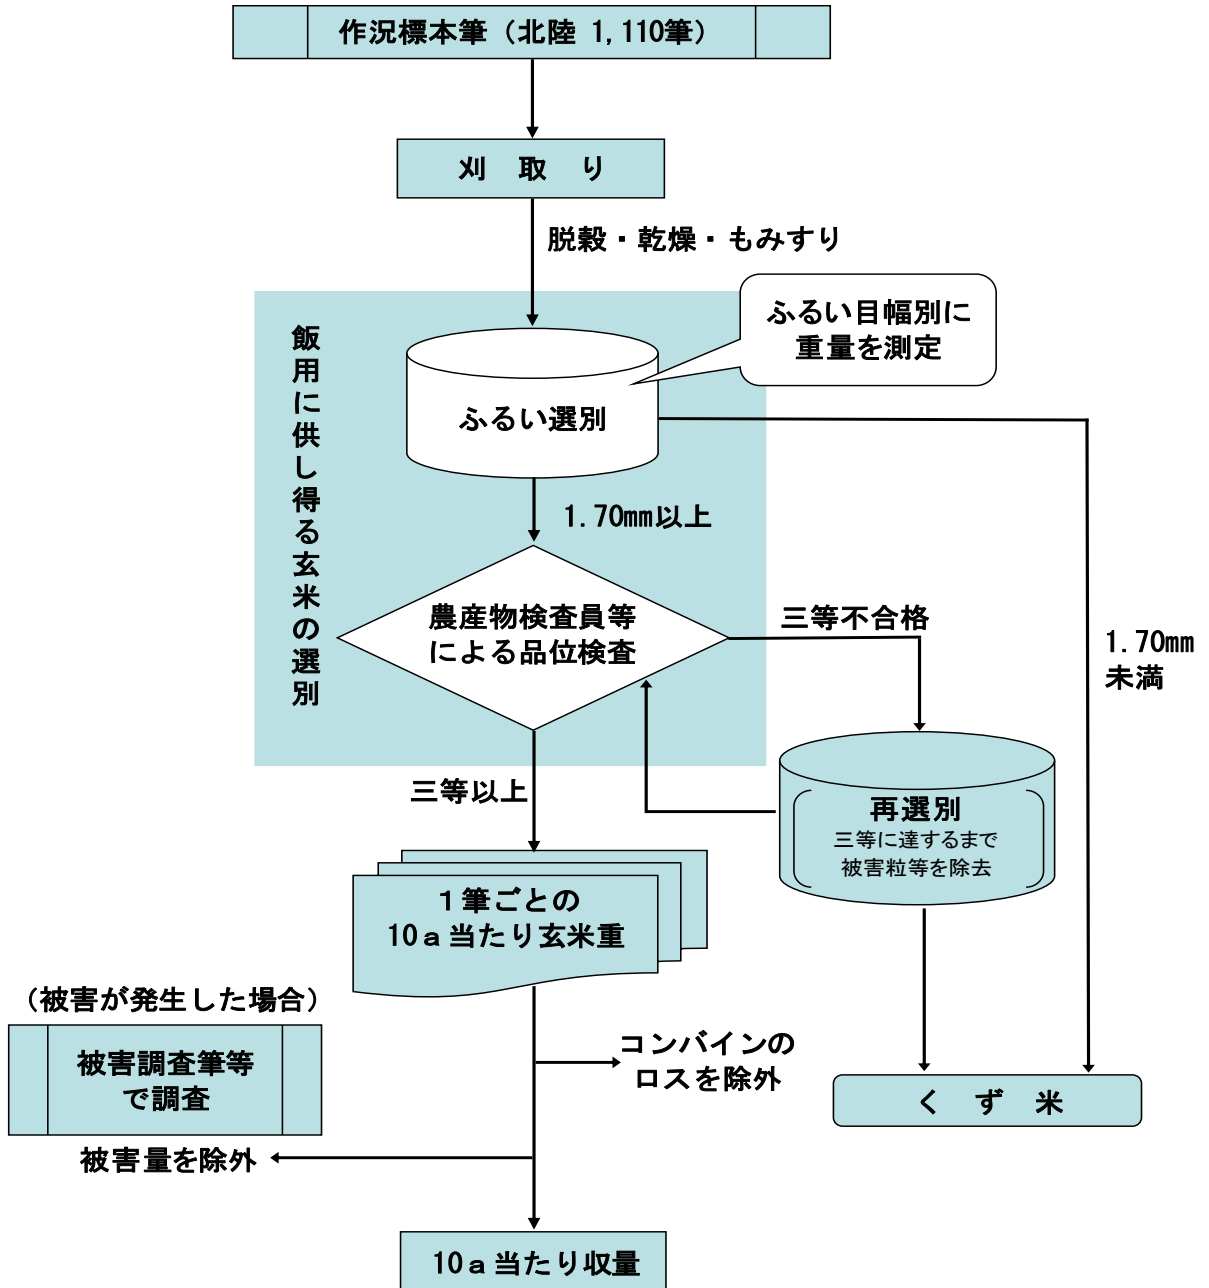 作況標本筆（北陸 1,110筆）
刈 取 り
脱穀・乾燥・もみすり
ふるい目幅別に
重量を測定
飯用に供し得る玄米の選別
ふるい選別
1.70mm以上
農産物検査員等
による品位検査
三等不合格
1.70mm
未満
三等以上
再選別
三等に達するまで
被害粒等を除去
１筆ごとの
10ａ当たり玄米重
（被害が発生した場合）
被害調査筆等
で調査
コンバインの
ロスを除外
く ず 米
被害量を除外
10ａ当たり収量